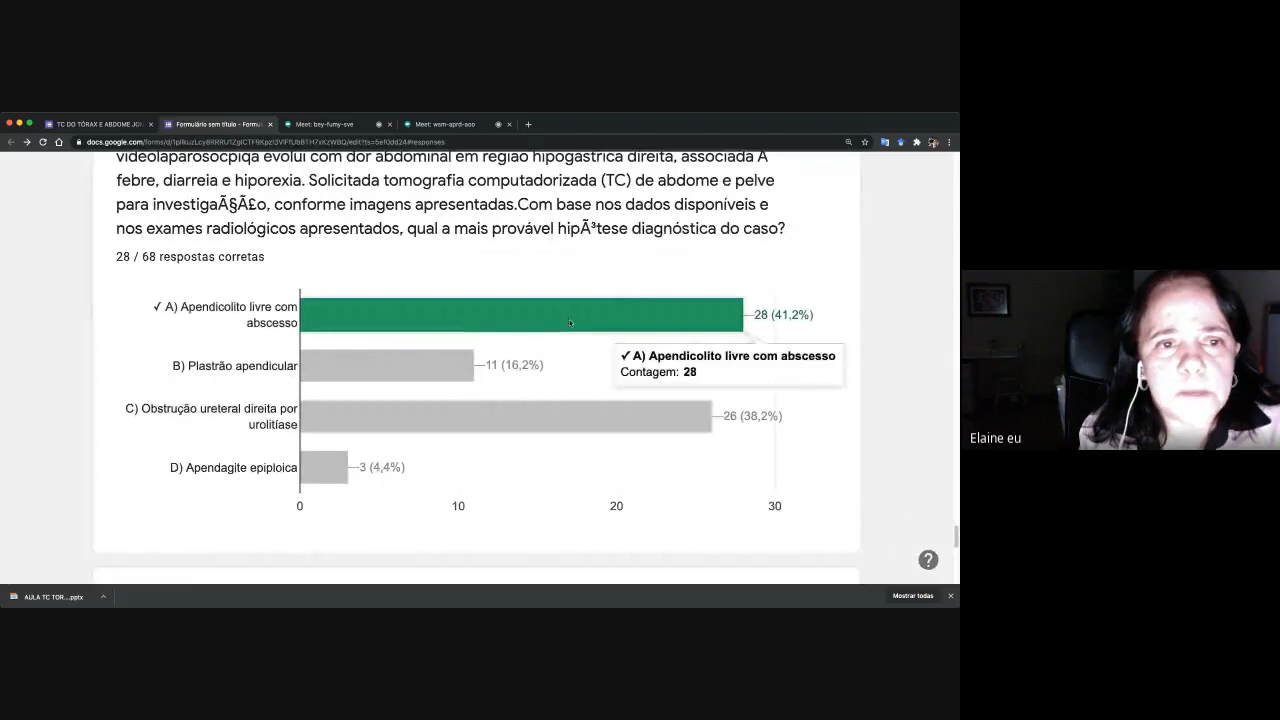 TC DO TÓRAX E ABDOME JO
Formulário sem título - Formul
Meet: bey-fumy-sve
Meet: wsm-aprd-aoo
videolaparosocpiqa evolui com dor abdominal em região hipogastrica direita, associada A
febre, diarreia e hiporexia. Solicitada tomografia computadorizada (TC) de abdome e pelve
para investigaÃ§Ã£o, conforme imagens apresentadas.Com base nos dados disponíveis e
nos exames radiológicos apresentados, qual a mais provável hipÃ³tese diagnóstica do caso?
28 / 68 respostas corretas
✓ A) Apendicolito livre com
abscesso
28 (41,2%)
✓ A) Apendicolito livre com abscesso
Contagem: 28
B) Plastrão apendicular
11 (16,2%)
C) Obstrução ureteral direita por
urolitíase
26 (38,2%)
D) Apendagite epiploica
3 (4,4%)
0 10 20 30
Elaine eu
AULA TC TOR....pptx
Mostrar todas